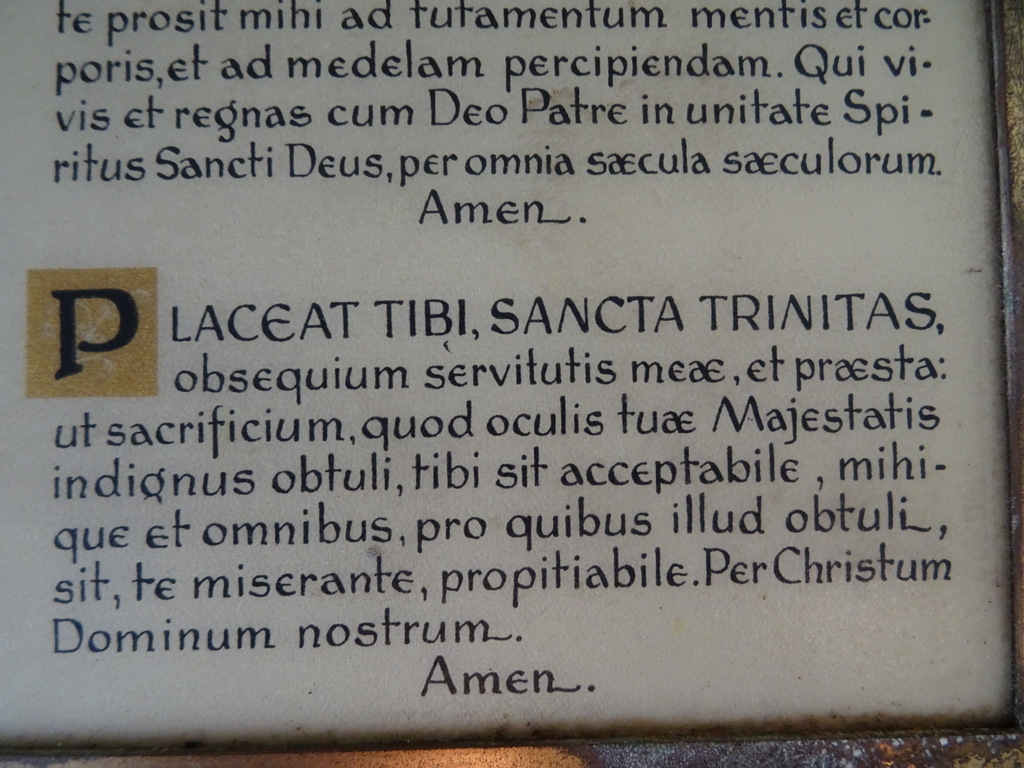 te prosit mihi ad tutamentum mentis et cor-
poris, et ad medelam percipiendam. Qui vi-
vis et regnas cum Deo Patre in unitate Spi-
ritus Sancti Deus, per omnia sæcula sæculorum.
Amen.
PLACEAT TIBI, SANCTA TRINITAS,
obsequium servitutis meæ, et præsta:
ut sacrificium, quod oculis tuæ Majestatis
indignus obtuli, tibi sit acceptabile, mihi-
que et omnibus, pro quibus illud obtuli,
sit, te miserante, propitiabile. Per Christum
Dominum nostrum.
Amen.